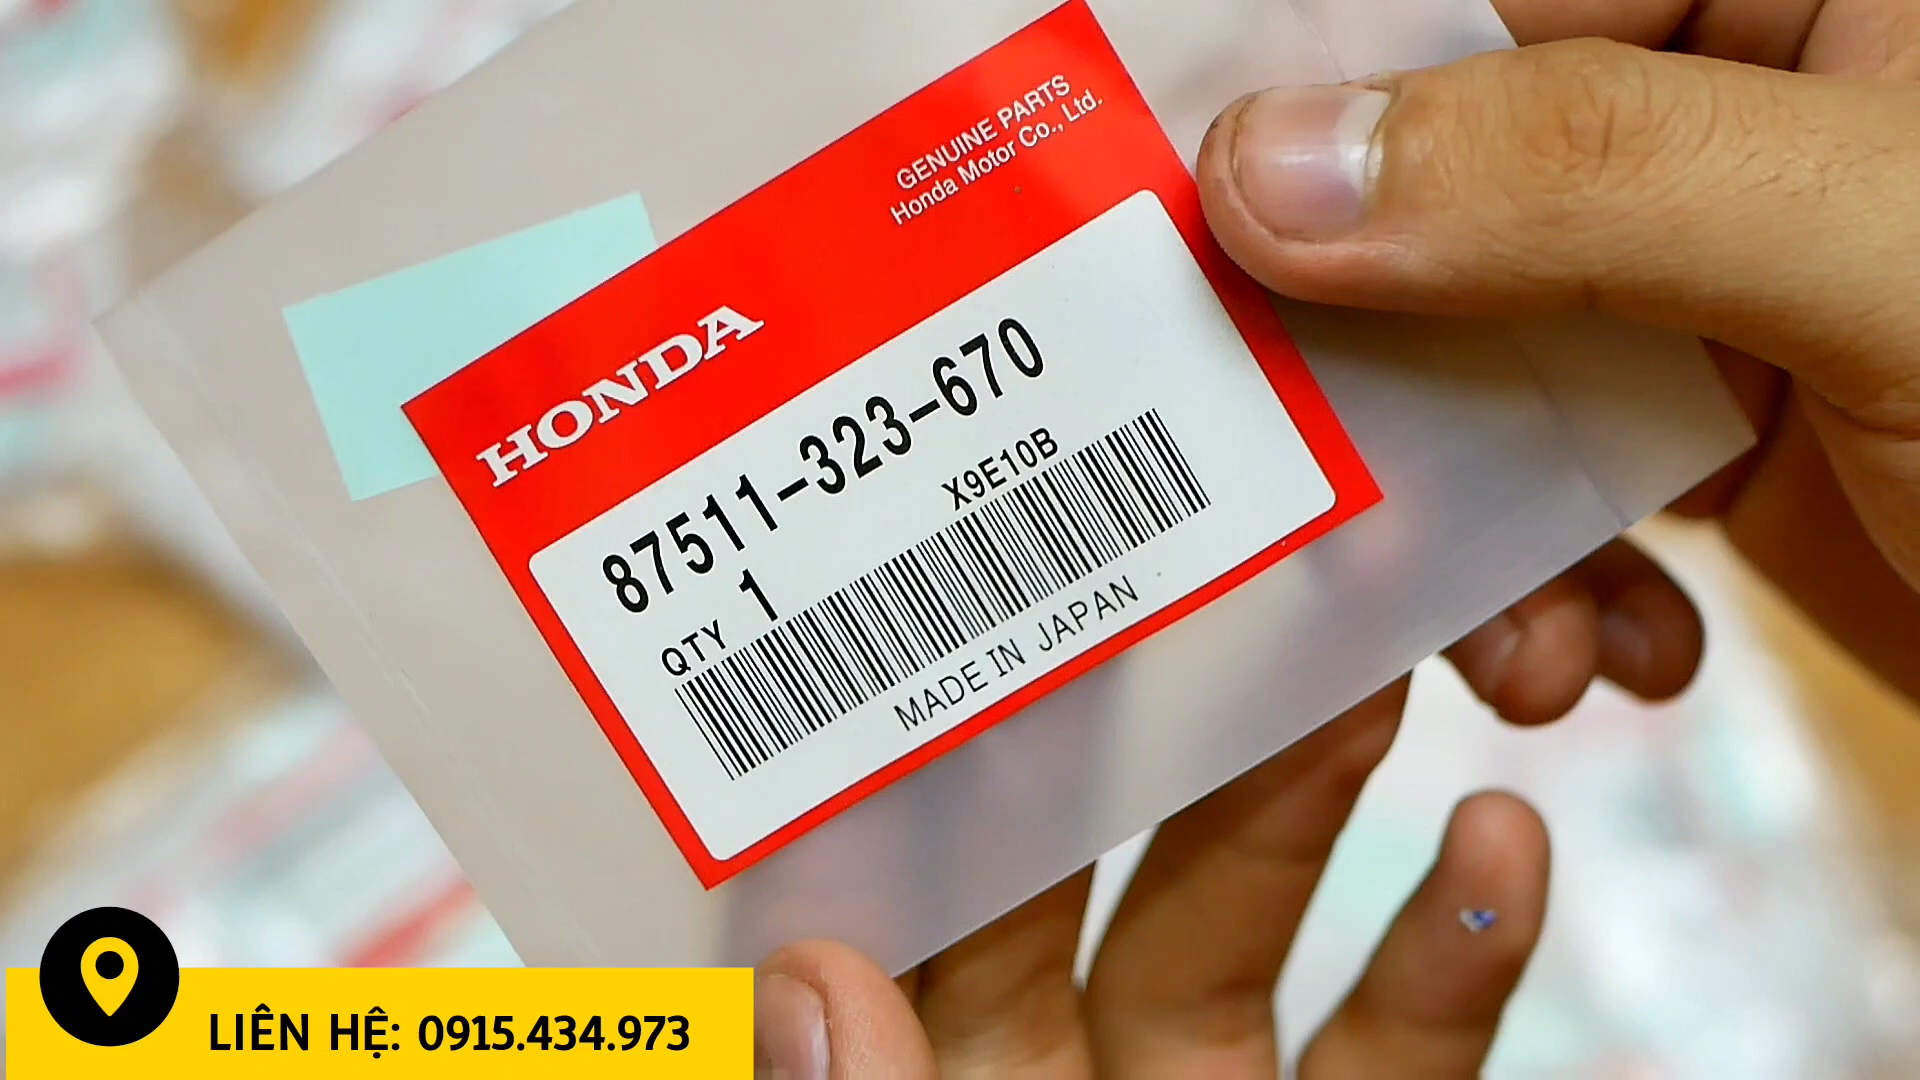 GENUINE PARTS
Honda Motor Co., Ltd.
HONDA
87511-323-670
X9E10B
QTY 1
MADE IN JAPAN
LIÊN HỆ: 0915.434.973